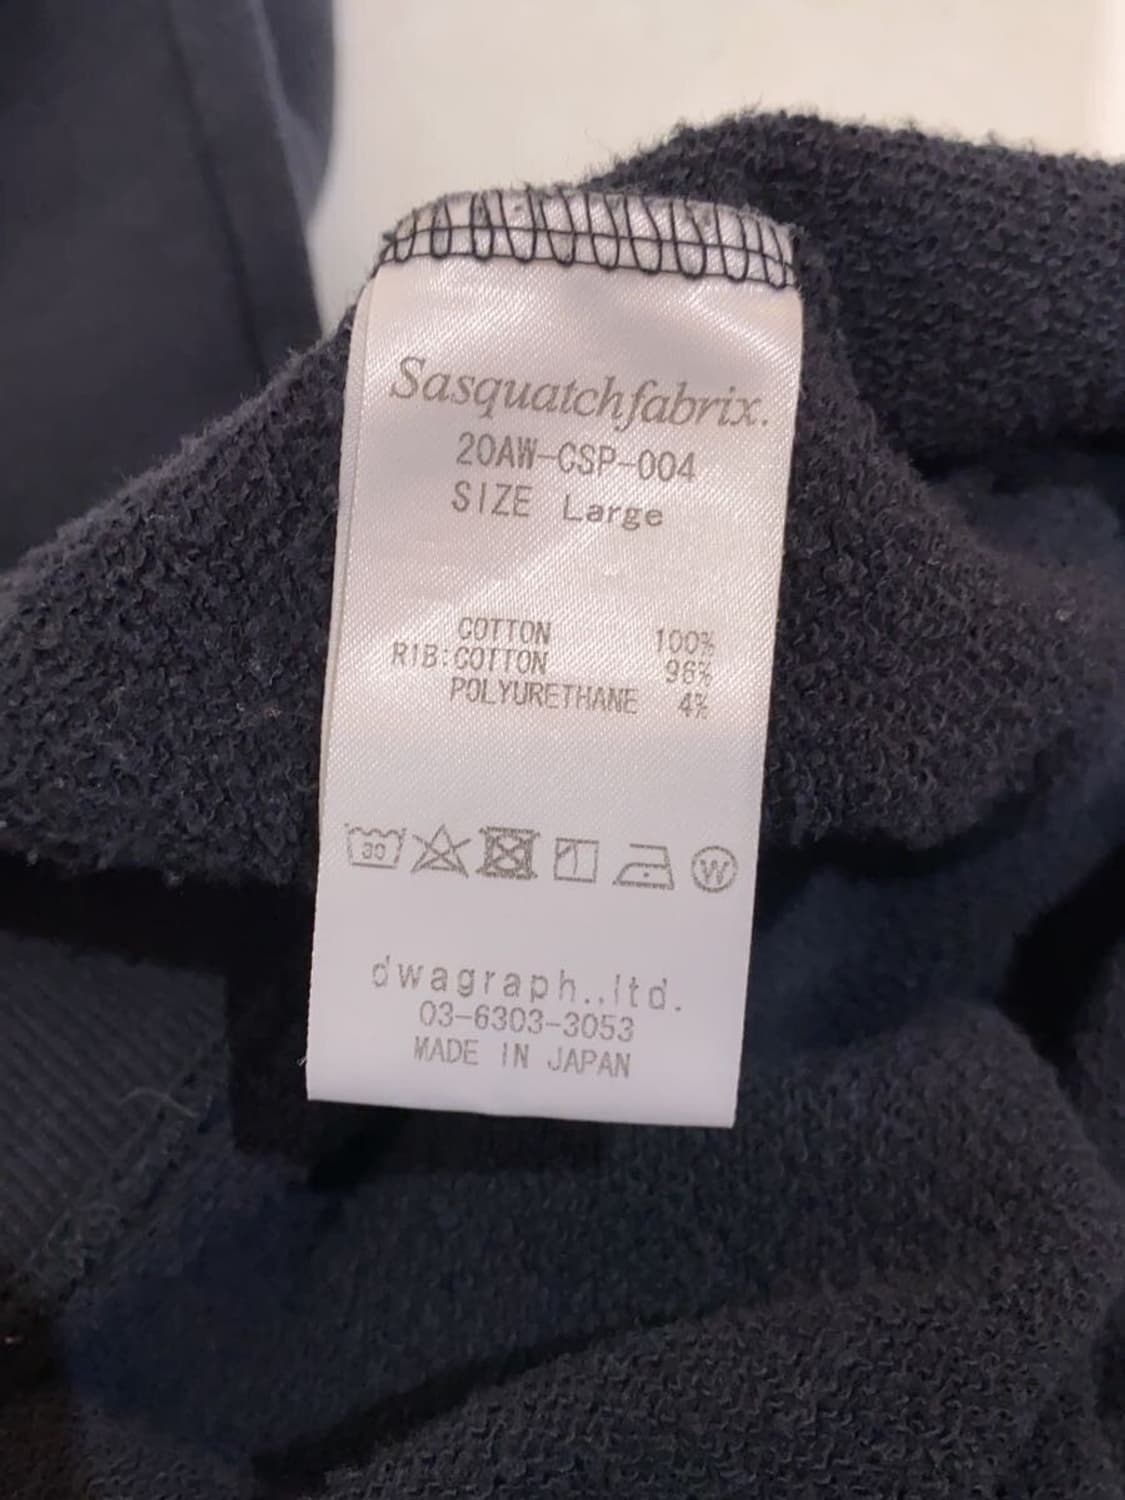 Sasquatchfabrix.
20AW-CSP-004
SIZE Large
COTTON 100%
RIB:COTTON 96%
POLYURETHANE 4%
30 W
dwagraph.,ltd.
03-6303-3053
MADE IN JAPAN